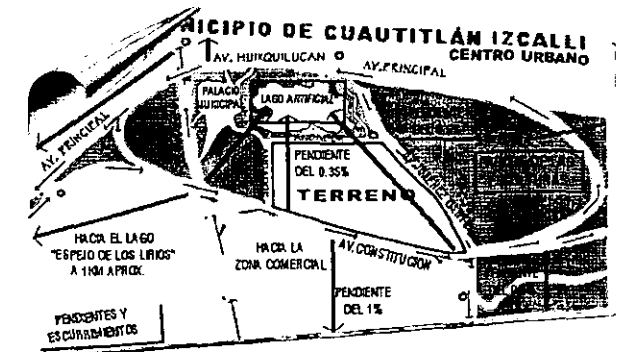 NICIPIO DE CUAUTITLÁN IZCALLI
CENTRO URBANO
AV. HUIXQUILUCAN
AV. PRINCIPAL
PALACIO
MUNICIPAL
LAGO ARTIFICIAL
AV. PRINCIPAL
PENDIENTE
DEL 0.35%
TERRENO
HACIA EL LAGO
"ESPEJO DE LOS LIRIOS"
A 1KM APROX.
HACIA LA
ZONA COMERCIAL
AV. CONSTITUCION
PENDIENTE
DEL 1%
PENDIENTES Y
ESCURRIMIENTOS